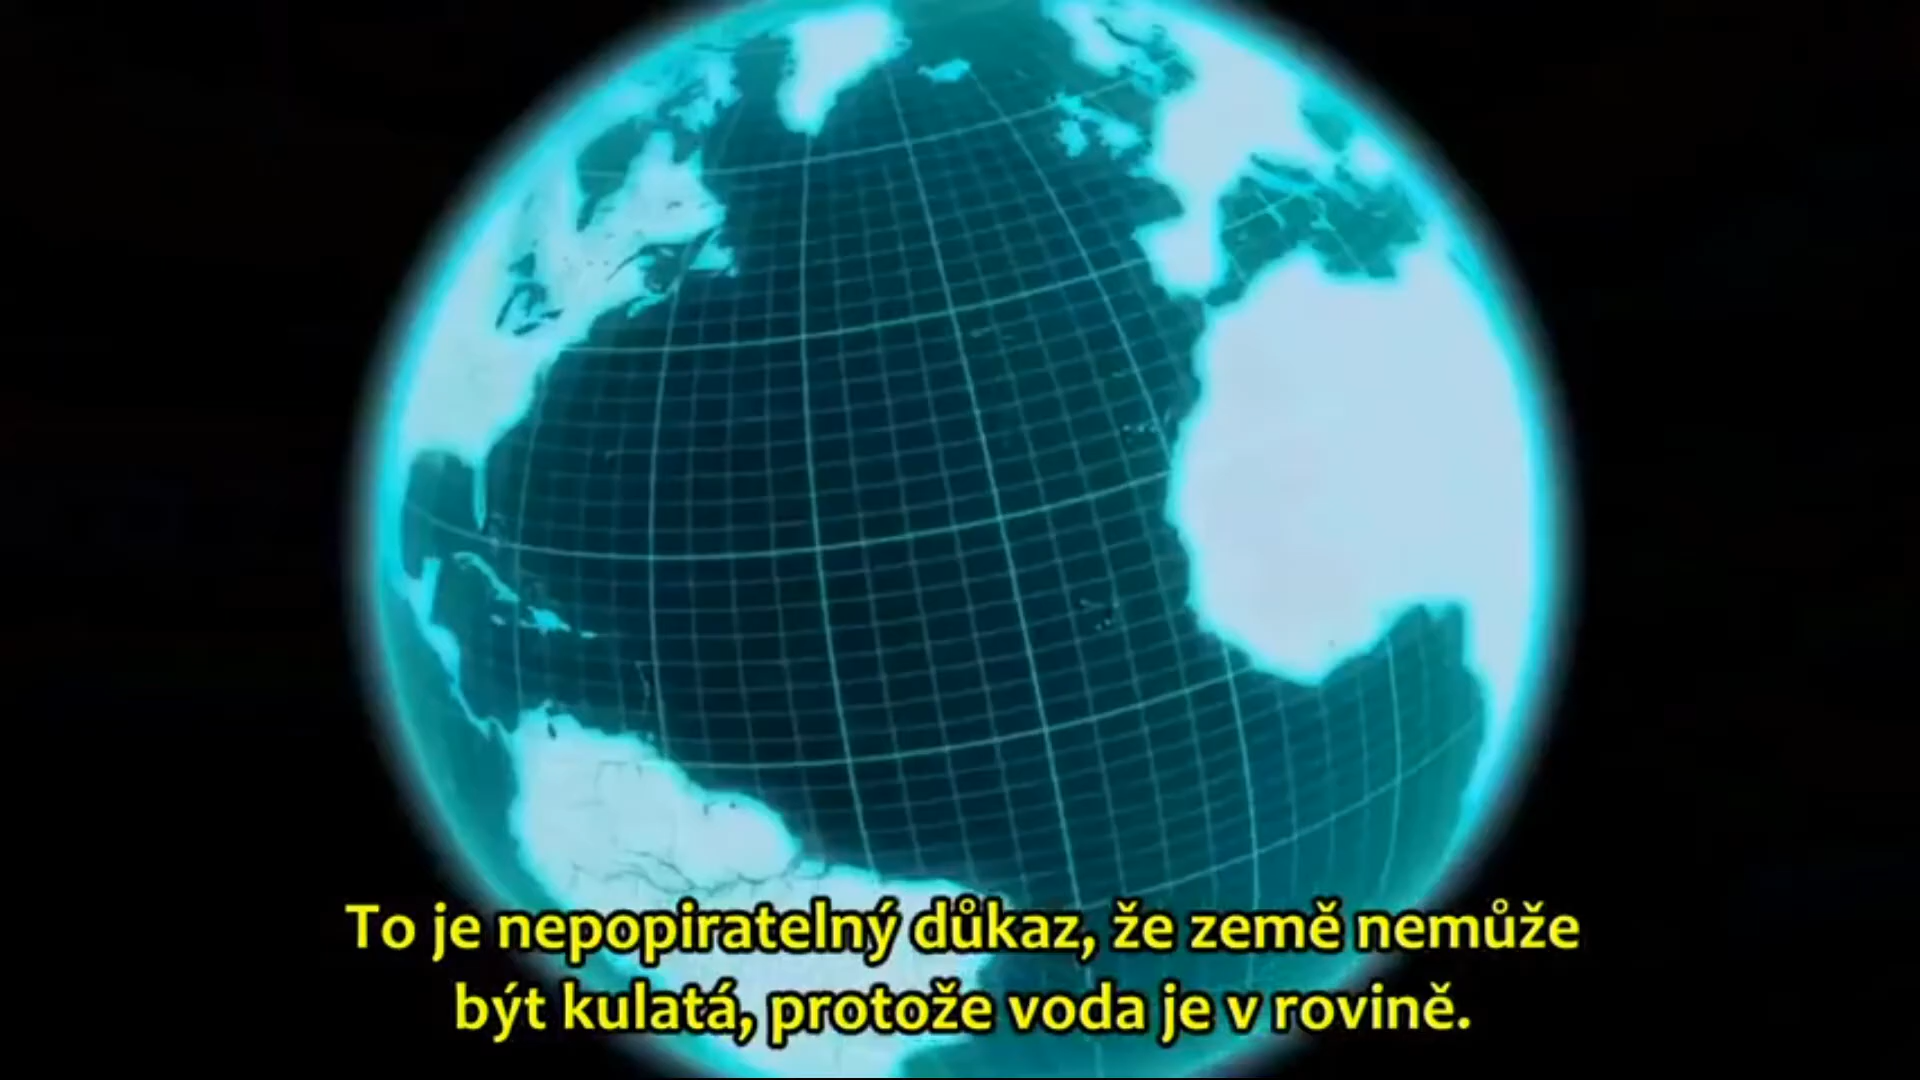 To je nepopiratelný důkaz, že země nemůže
být kulatá, protože voda je v rovině.